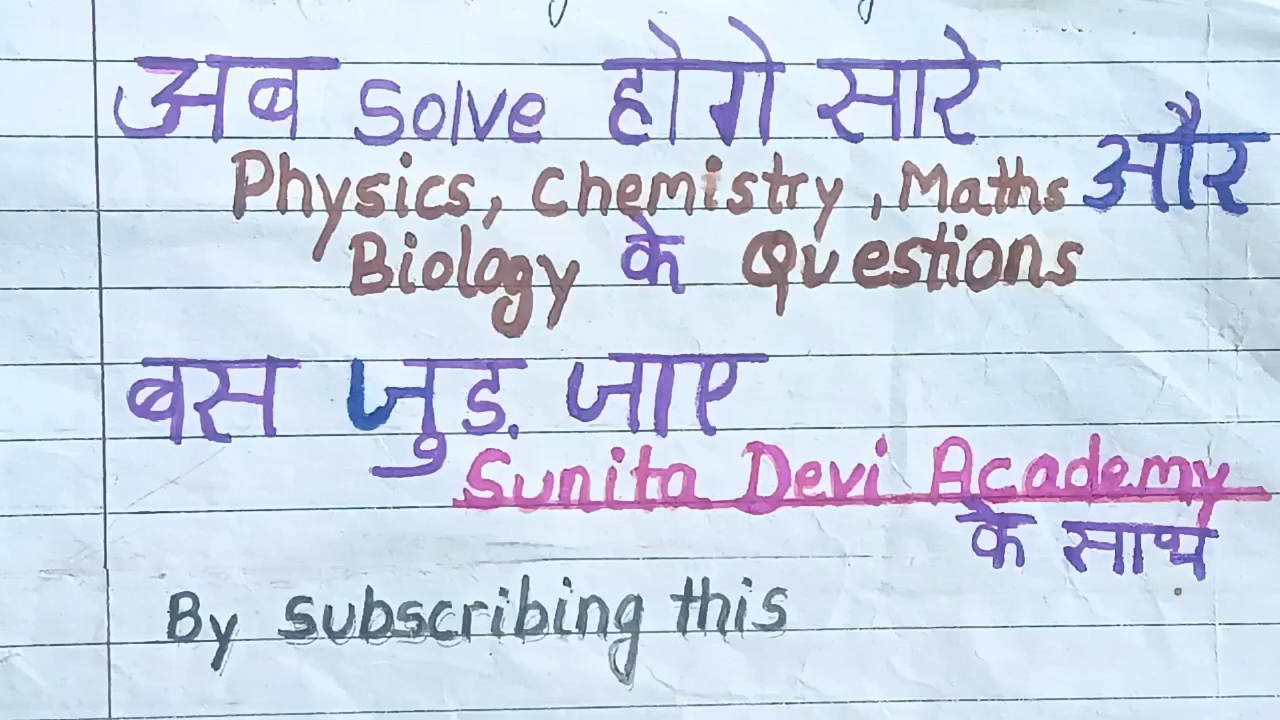 अब Solve होगे सारे
Physics, Chemistry, Maths और
Biology के Questions
बस जुड़ जाए
Sunita Devi Academy
के साथ
By subscribing this